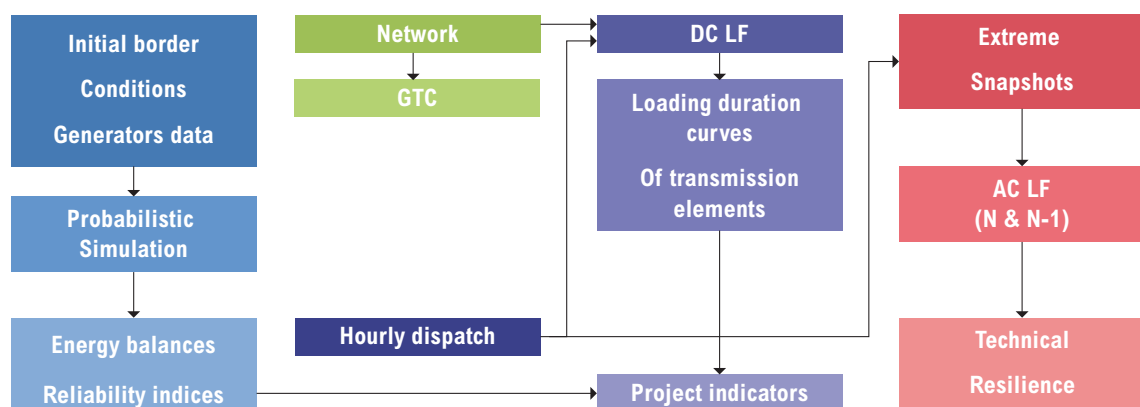 Initial border
Conditions
Generators data
Probabilistic
Simulation
Energy balances
Reliability indices
Network
GTC
Hourly dispatch
DC LF
Loading duration
curves
Of transmission
elements
Project indicators
Extreme
Snapshots
AC LF
(N & N-1)
Technical
Resilience